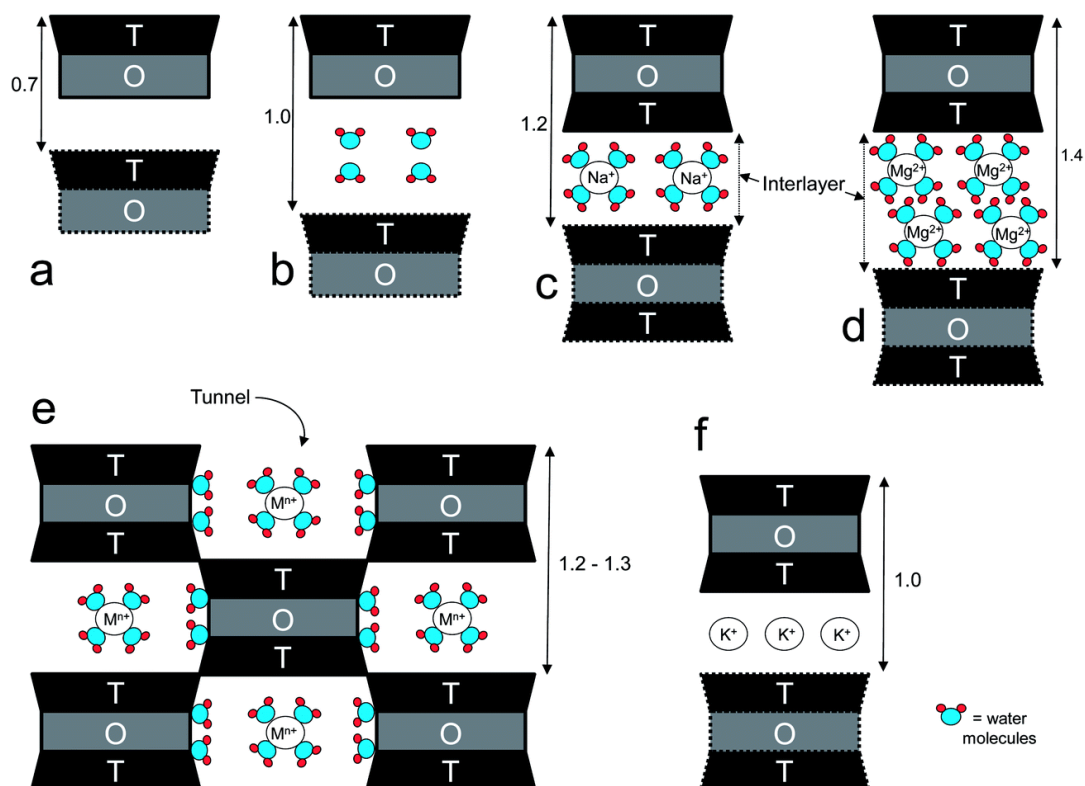 T
O
0.7
T
O
a
T
O
1.0
T
O
b
T
O
T
1.2
Na⁺
Na⁺
Interlayer
T
O
T
c
T
O
T
Mg²⁺
Mg²⁺
Mg²⁺
Mg²⁺
1.4
T
O
T
d
e
Tunnel
T
O
T
Mⁿ⁺
T
O
T
Mⁿ⁺
T
O
T
Mⁿ⁺
1.2 - 1.3
T
O
T
Mⁿ⁺
T
O
T
f
T
O
T
1.0
K⁺
K⁺
K⁺
T
O
T
= water
molecules